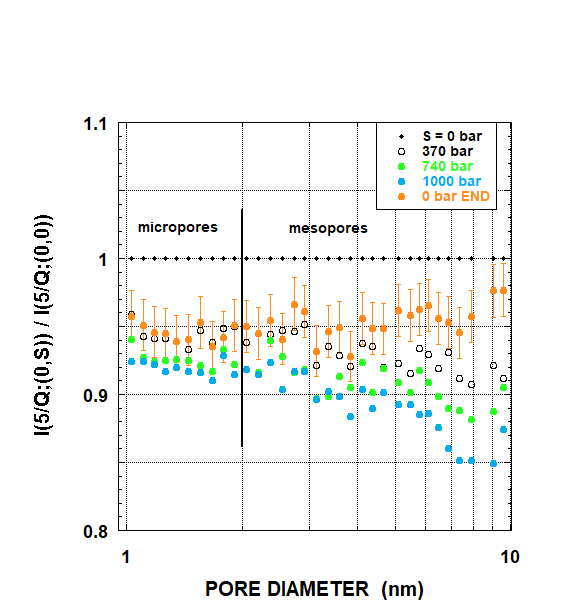 1.1
S = 0 bar
370 bar
740 bar
1000 bar
0 bar END
micropores
mesopores
1
I(5/Q;(0,S)) / I(5/Q;(0,0))
0.9
0.8
1
10
PORE DIAMETER (nm)